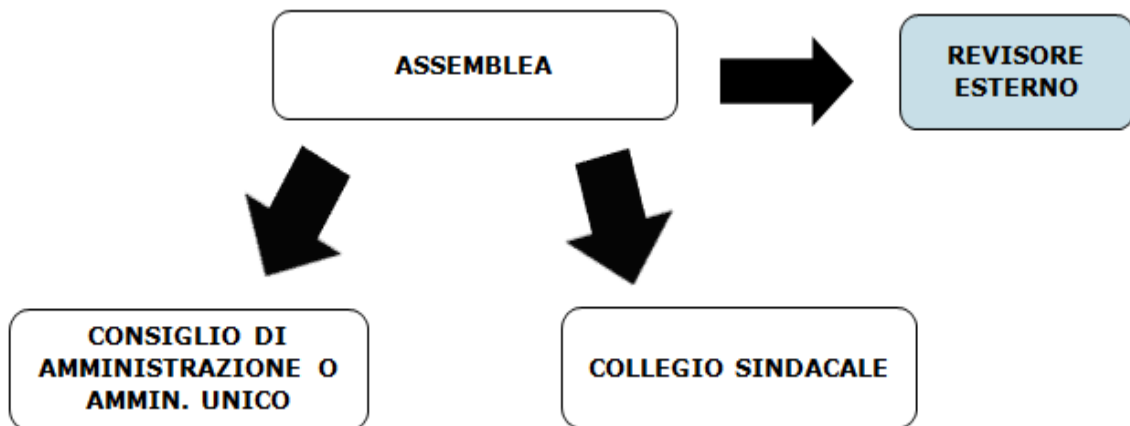 ASSEMBLEA
REVISORE
ESTERNO
CONSIGLIO DI
AMMINISTRAZIONE O
AMMIN. UNICO
COLLEGIO SINDACALE